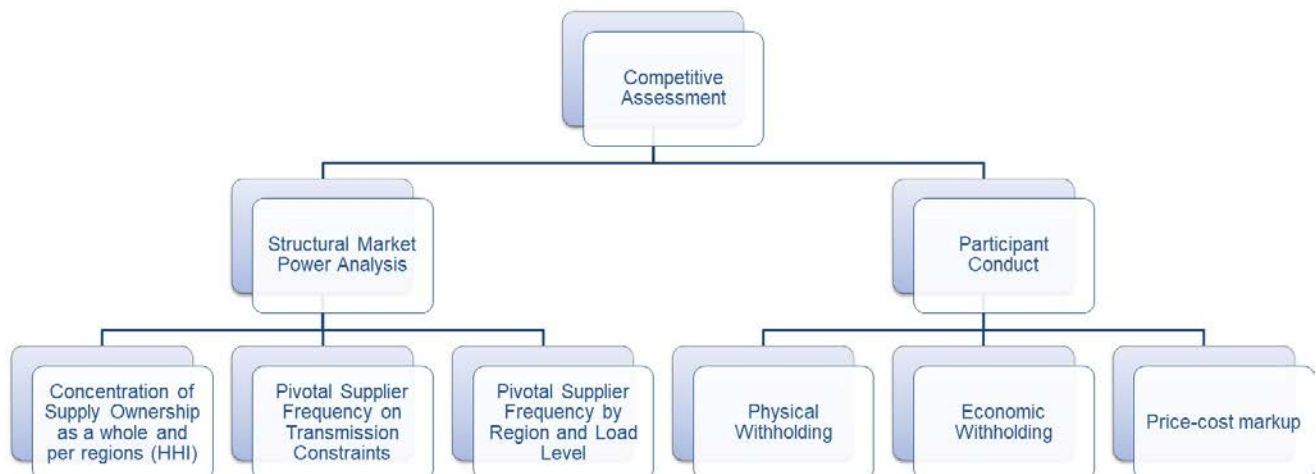 Competitive
Assessment
Structural Market
Power Analysis
Participant
Conduct
Concentration of
Supply Ownership
as a whole and
per regions (HHI)
Pivotal Supplier
Frequency on
Transmission
Constraints
Pivotal Supplier
Frequency by
Region and Load
Level
Physical
Withholding
Economic
Withholding
Price-cost markup